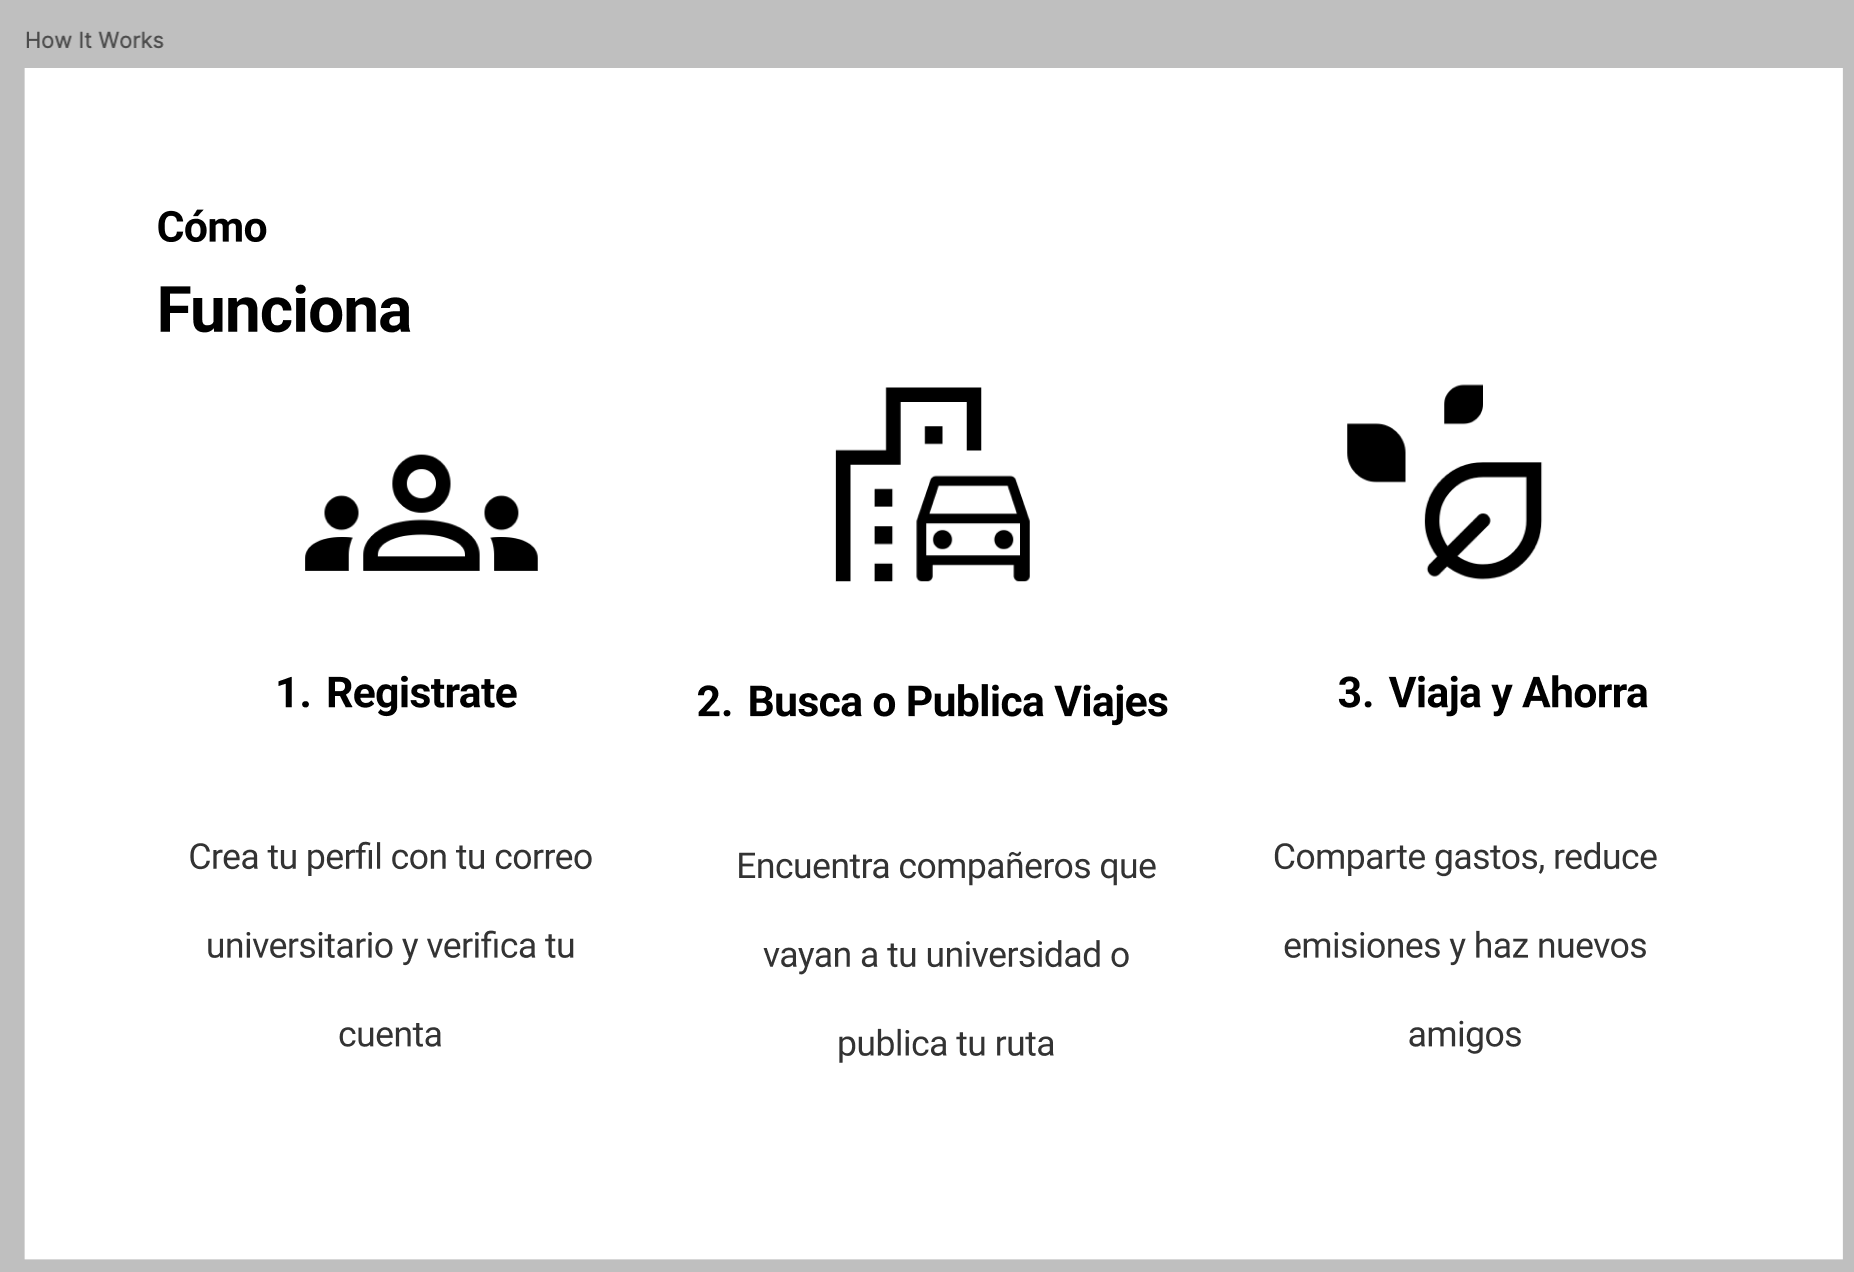 How It Works
Cómo
Funciona
1. Registrate
Crea tu perfil con tu correo
universitario y verifica tu
cuenta
2. Busca o Publica Viajes
Encuentra compañeros que
vayan a tu universidad o
publica tu ruta
3. Viaja y Ahorra
Comparte gastos, reduce
emisiones y haz nuevos
amigos